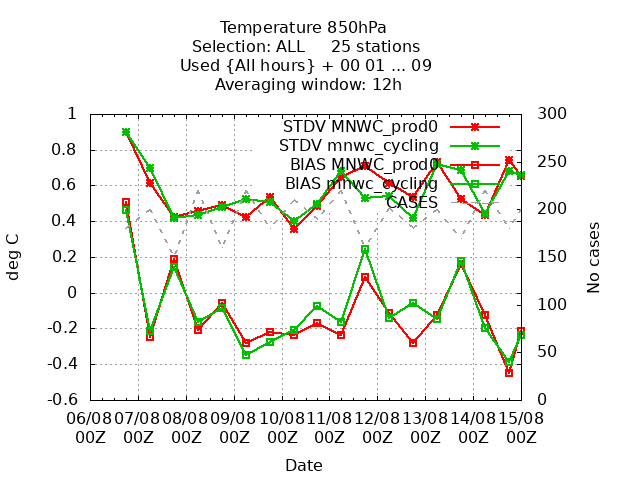 Temperature 850hPa
Selection: ALL     25 stations
Used {All hours} + 00 01 ... 09
Averaging window: 12h
STDV MNWC_prod0
STDV mnwc_cycling
BIAS MNWC_prod0
BIAS mnwc_cycling
CASES
deg C
1
0.8
0.6
0.4
0.2
0
-0.2
-0.4
-0.6
300
250
200
150
100
50
0
No cases
06/08 07/08 08/08 09/08 10/08 11/08 12/08 13/08 14/08 15/08
00Z 00Z 00Z 00Z 00Z 00Z 00Z 00Z 00Z 00Z
Date